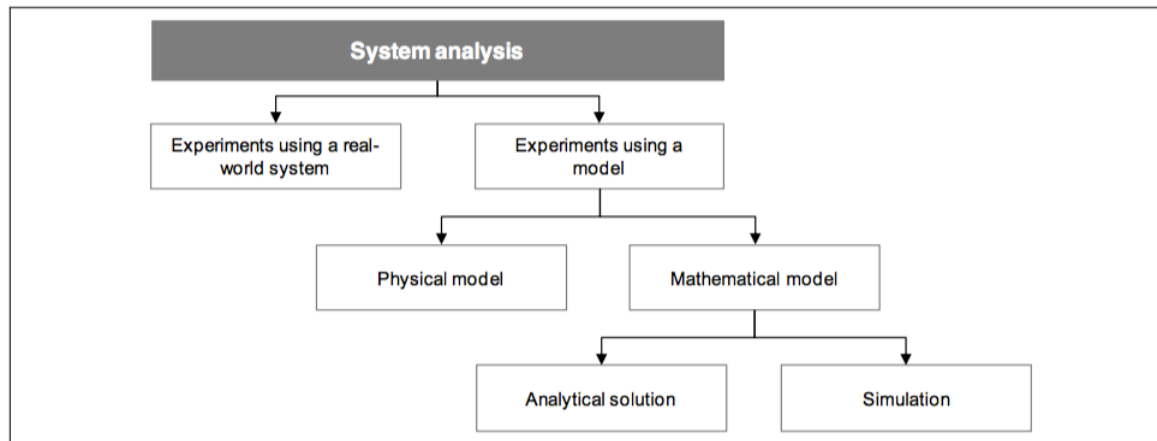 System analysis
Experiments using a real-
world system
Experiments using a
model
Physical model
Mathematical model
Analytical solution
Simulation